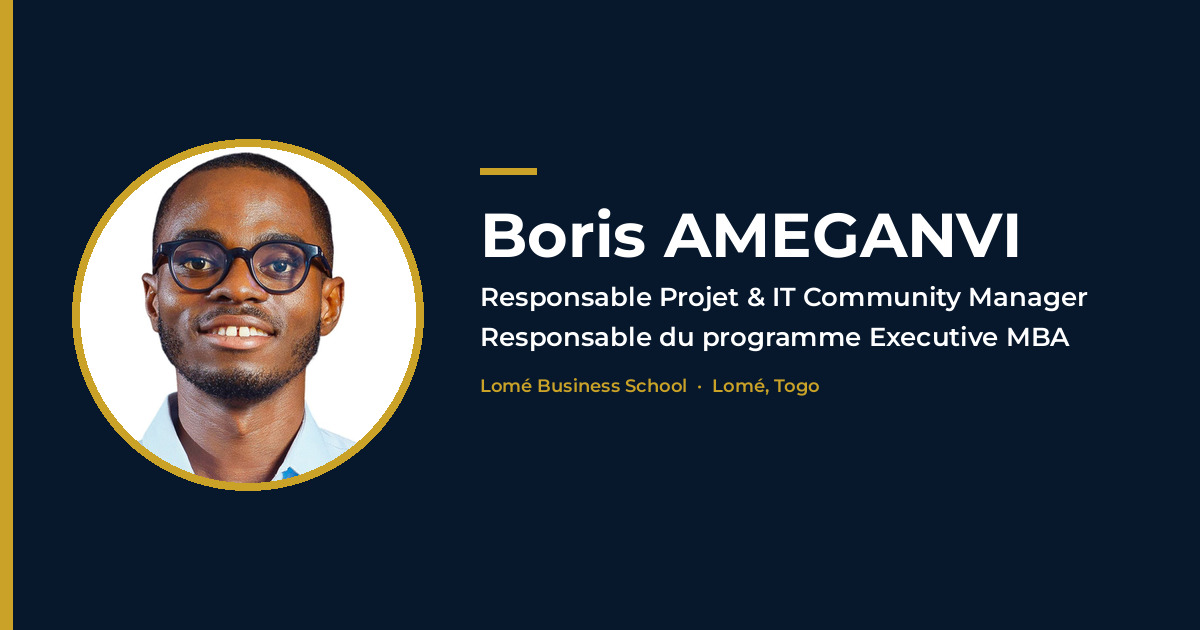 Boris AMEGANVI
Responsable Projet & IT Community Manager
Responsable du programme Executive MBA
Lomé Business School · Lomé, Togo